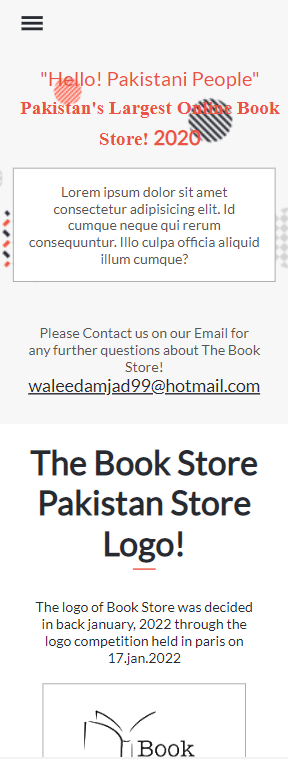 "Hello! Pakistani People"
Pakistan's Largest Online Book
Store! 2020
Lorem ipsum dolor sit amet
consectetur adipisicing elit. Id
cumque neque qui rerum
consequuntur. Illo culpa officia aliquid
illum cumque?
Please Contact us on our Email for
any further questions about The Book
Store!
waleedamjad99@hotmail.com
The Book Store
Pakistan Store
Logo!
The logo of Book Store was decided
in back january, 2022 through the
logo competition held in paris on
17.jan.2022
Book